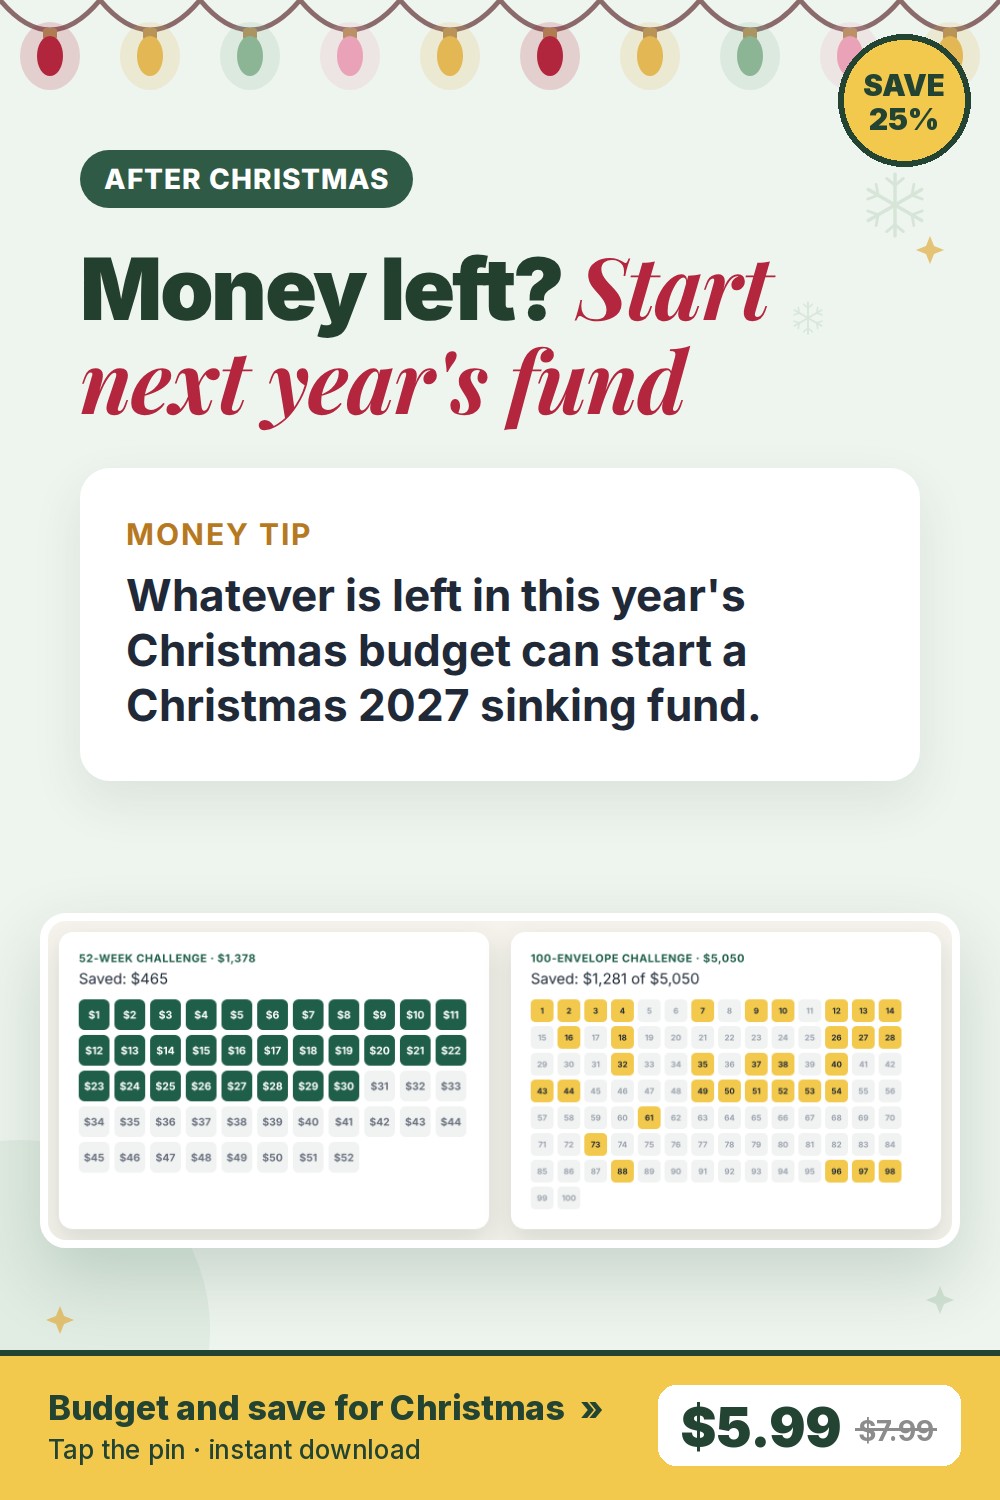 SAVE
25%
AFTER CHRISTMAS
Money left? Start
next year's fund
MONEY TIP
Whatever is left in this year's
Christmas budget can start a
Christmas 2027 sinking fund.
52-WEEK CHALLENGE · $1,378
Saved: $465
$1 $2 $3 $4 $5 $6 $7 $8 $9 $10 $11
$12 $13 $14 $15 $16 $17 $18 $19 $20 $21 $22
$23 $24 $25 $26 $27 $28 $29 $30 $31 $32 $33
$34 $35 $36 $37 $38 $39 $40 $41 $42 $43 $44
$45 $46 $47 $48 $49 $50 $51 $52
100-ENVELOPE CHALLENGE · $5,050
Saved: $1,281 of $5,050
1 2 3 4 5 6 7 8 9 10 11 12 13 14
15 16 17 18 19 20 21 22 23 24 25 26 27 28
29 30 31 32 33 34 35 36 37 38 39 40 41 42
43 44 45 46 47 48 49 50 51 52 53 54 55 56
57 58 59 60 61 62 63 64 65 66 67 68 69 70
71 72 73 74 75 76 77 78 79 80 81 82 83 84
85 86 87 88 89 90 91 92 93 94 95 96 97 98
99 100
Budget and save for Christmas »
Tap the pin · instant download
$5.99 $7.99